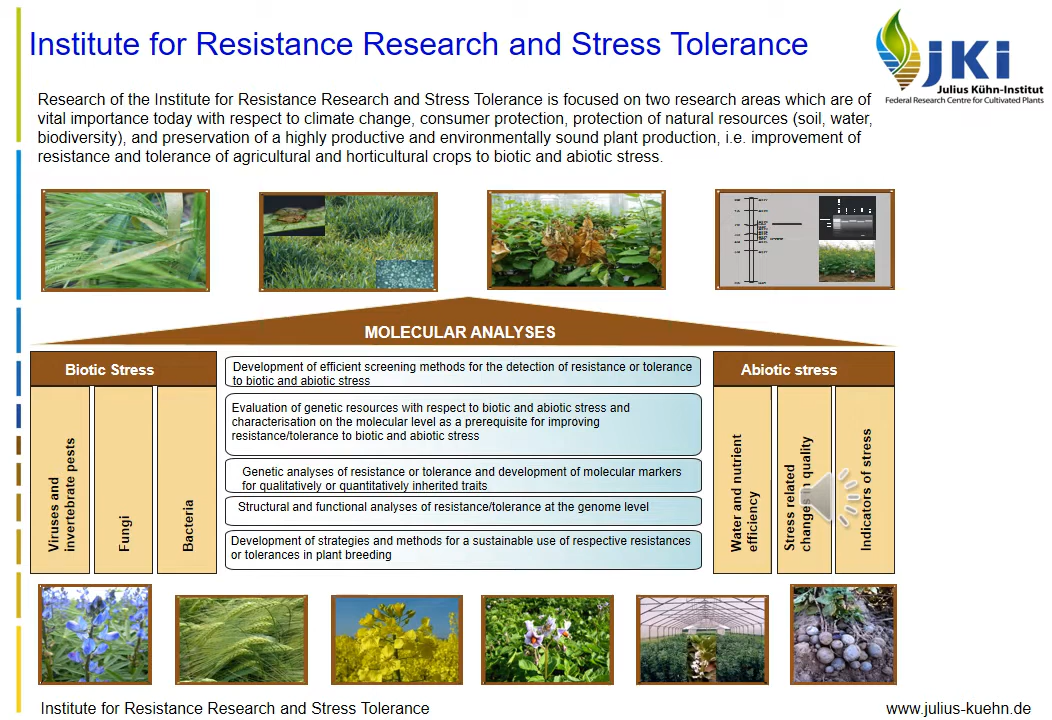 Institute for Resistance Research and Stress Tolerance
JKi
Julius Kühn-Institut
Federal Research Centre for Cultivated Plants
Research of the Institute for Resistance Research and Stress Tolerance is focused on two research areas which are of
vital importance today with respect to climate change, consumer protection, protection of natural resources (soil, water,
biodiversity), and preservation of a highly productive and environmentally sound plant production, i.e. improvement of
resistance and tolerance of agricultural and horticultural crops to biotic and abiotic stress.
MOLECULAR ANALYSES
Biotic Stress
Viruses and
invertebrate pests
Fungi
Bacteria
Development of efficient screening methods for the detection of resistance or tolerance
to biotic and abiotic stress
Evaluation of genetic resources with respect to biotic and abiotic stress and
characterisation on the molecular level as a prerequisite for improving
resistance/tolerance to biotic and abiotic stress
Genetic analyses of resistance or tolerance and development of molecular markers
for qualitatively or quantitatively inherited traits
Structural and functional analyses of resistance/tolerance at the genome level
Development of strategies and methods for a sustainable use of respective resistances
or tolerances in plant breeding
Abiotic stress
Water and nutrient
efficiency
Stress related
changes in quality
Indicators of stress
Institute for Resistance Research and Stress Tolerance
www.julius-kuehn.de